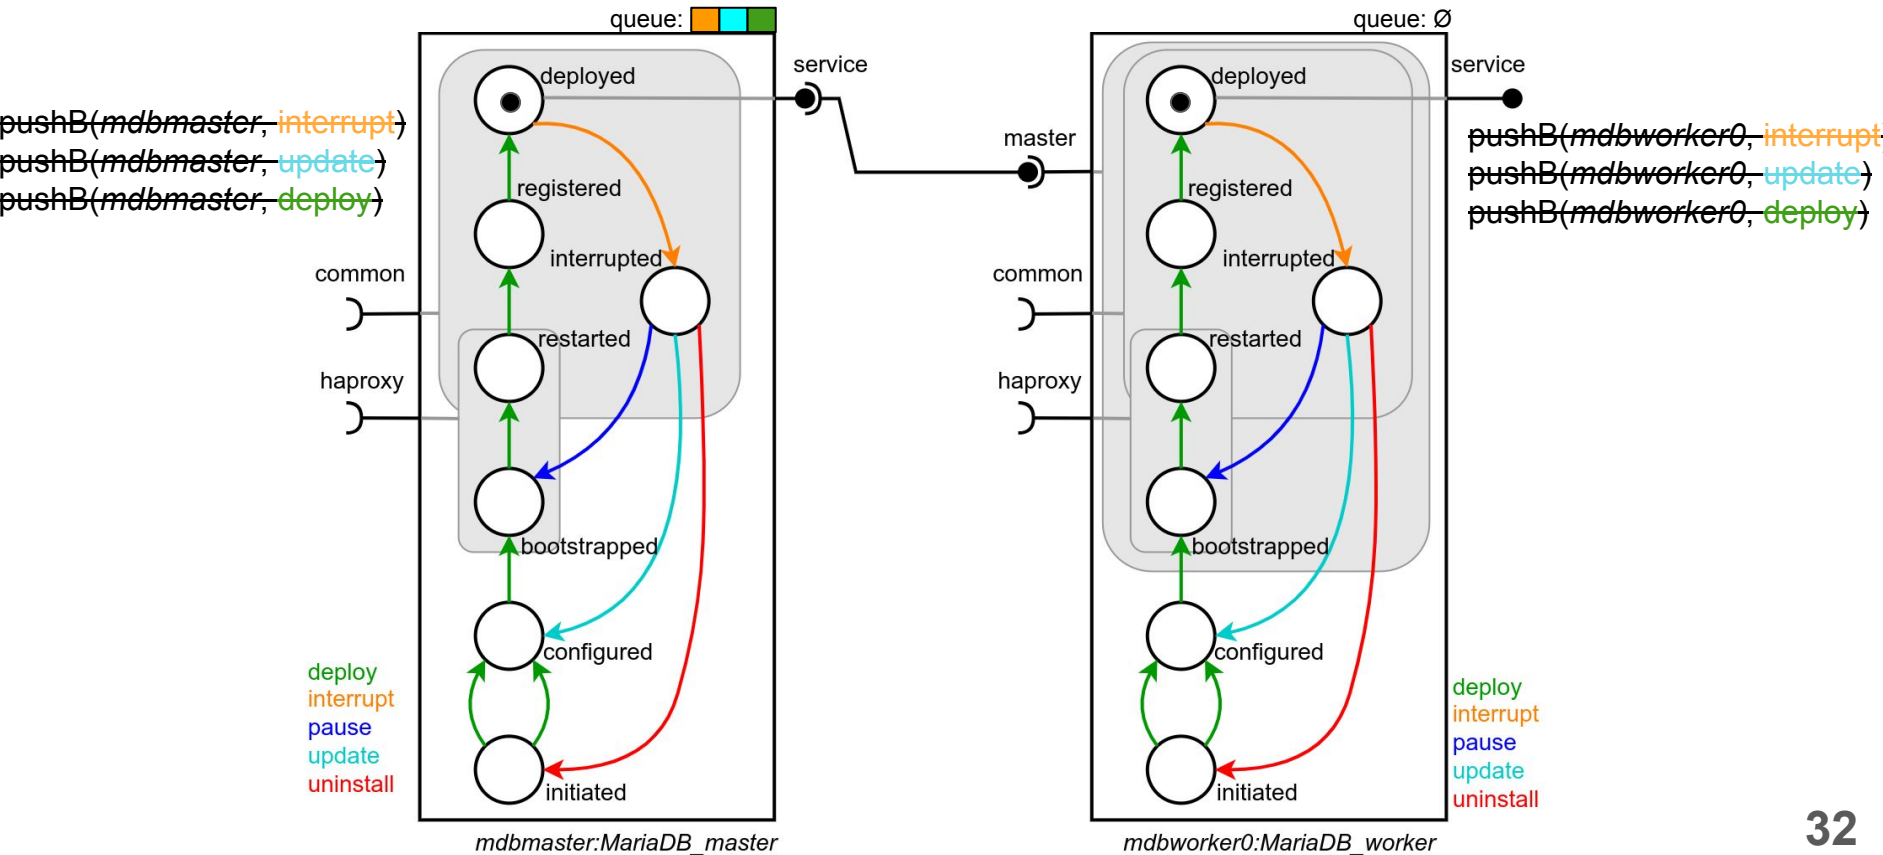 queue:
queue: Ø
service
service
deployed
deployed
pushB(mdbmaster, interrupt)
pushB(mdbmaster, update)
pushB(mdbmaster, deploy)
master
pushB(mdbworker0, interrupt
pushB(mdbworker0, update)
pushB(mdbworker0, deploy)
registered
registered
interrupted
interrupted
common
common
restarted
restarted
haproxy
haproxy
bootstrapped
bootstrapped
configured
configured
deploy
interrupt
pause
update
uninstall
deploy
interrupt
pause
update
uninstall
initiated
initiated
mdbmaster:MariaDB_master
mdbworker0:MariaDB_worker
32